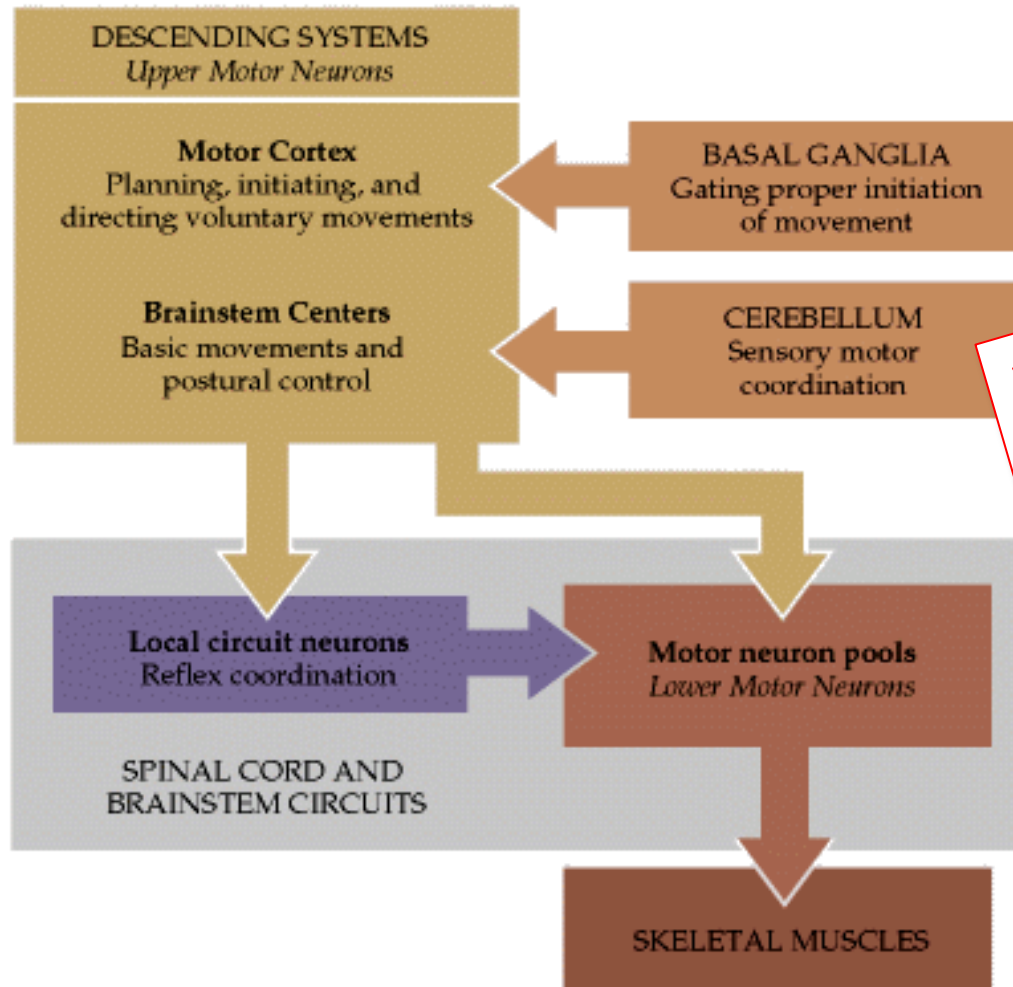 DESCENDING SYSTEMS
Upper Motor Neurons
Motor Cortex
Planning, initiating, and
directing voluntary movements
Brainstem Centers
Basic movements and
postural control
BASAL GANGLIA
Gating proper initiation
of movement
CEREBELLUM
Sensory motor
coordination
Local circuit neurons
Reflex coordination
Motor neuron pools
Lower Motor Neurons
SPINAL CORD AND
BRAINSTEM CIRCUITS
SKELETAL MUSCLES